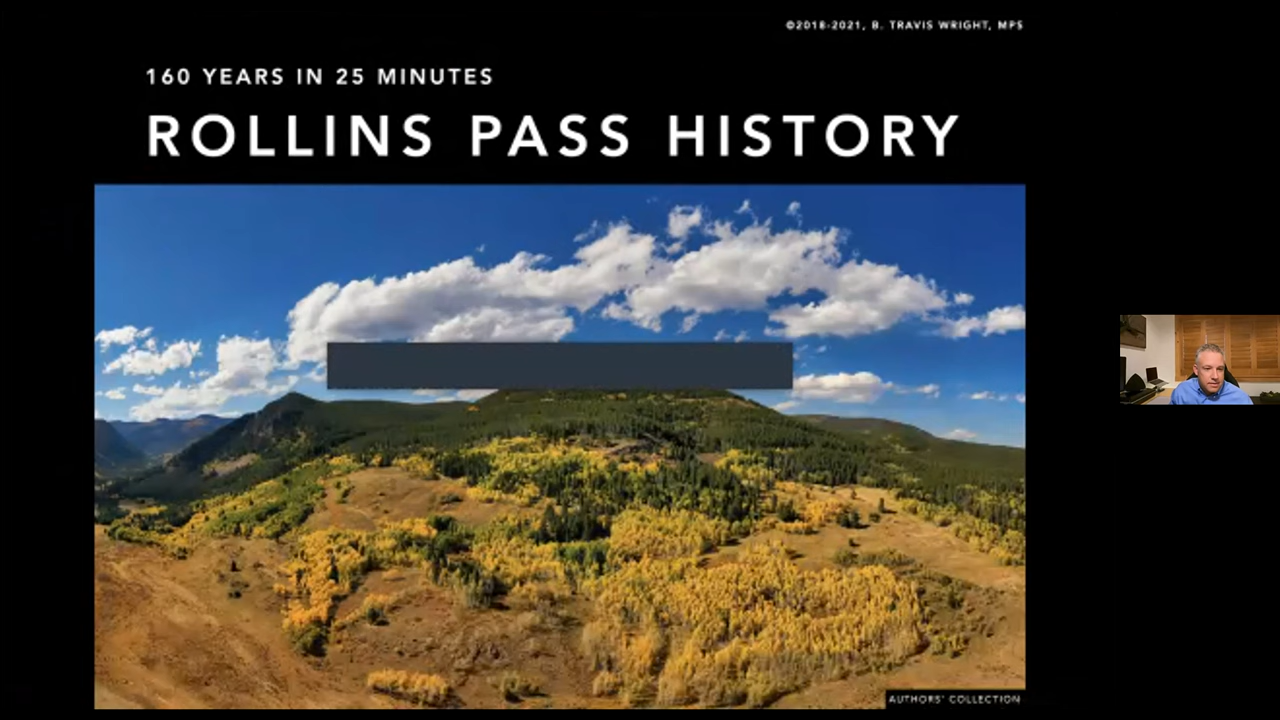 ©2018-2021, B. TRAVIS WRIGHT, MPS
160 YEARS IN 25 MINUTES
ROLLINS PASS HISTORY
AUTHORS' COLLECTION